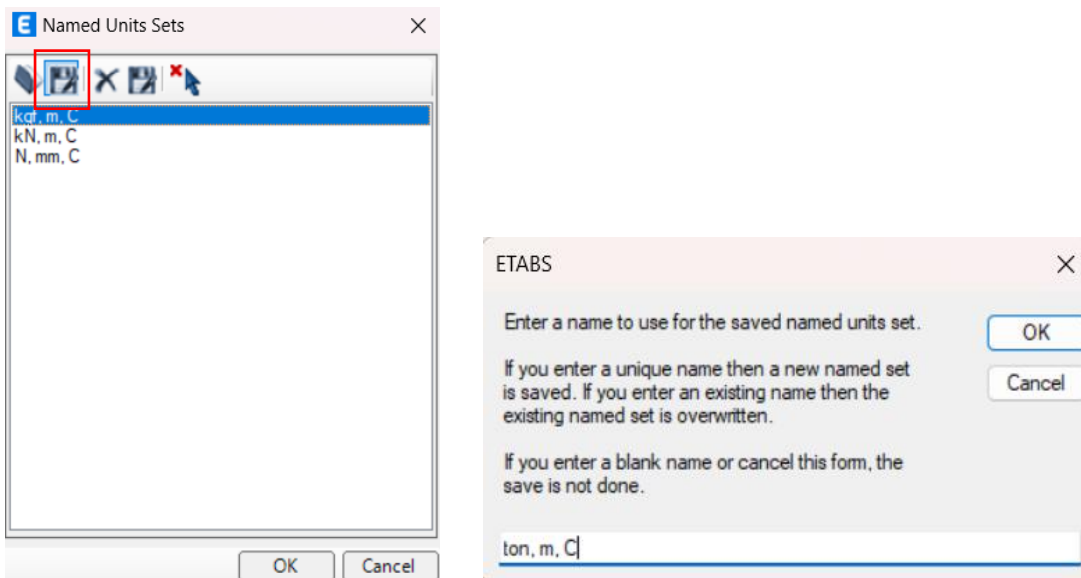 E Named Units Sets
kgf, m, C
kN, m, C
N, mm, C
OK Cancel
ETABS
Enter a name to use for the saved named units set.
OK
If you enter a unique name then a new named set
is saved. If you enter an existing name then the
existing named set is overwritten.
Cancel
If you enter a blank name or cancel this form, the
save is not done.
ton, m, C